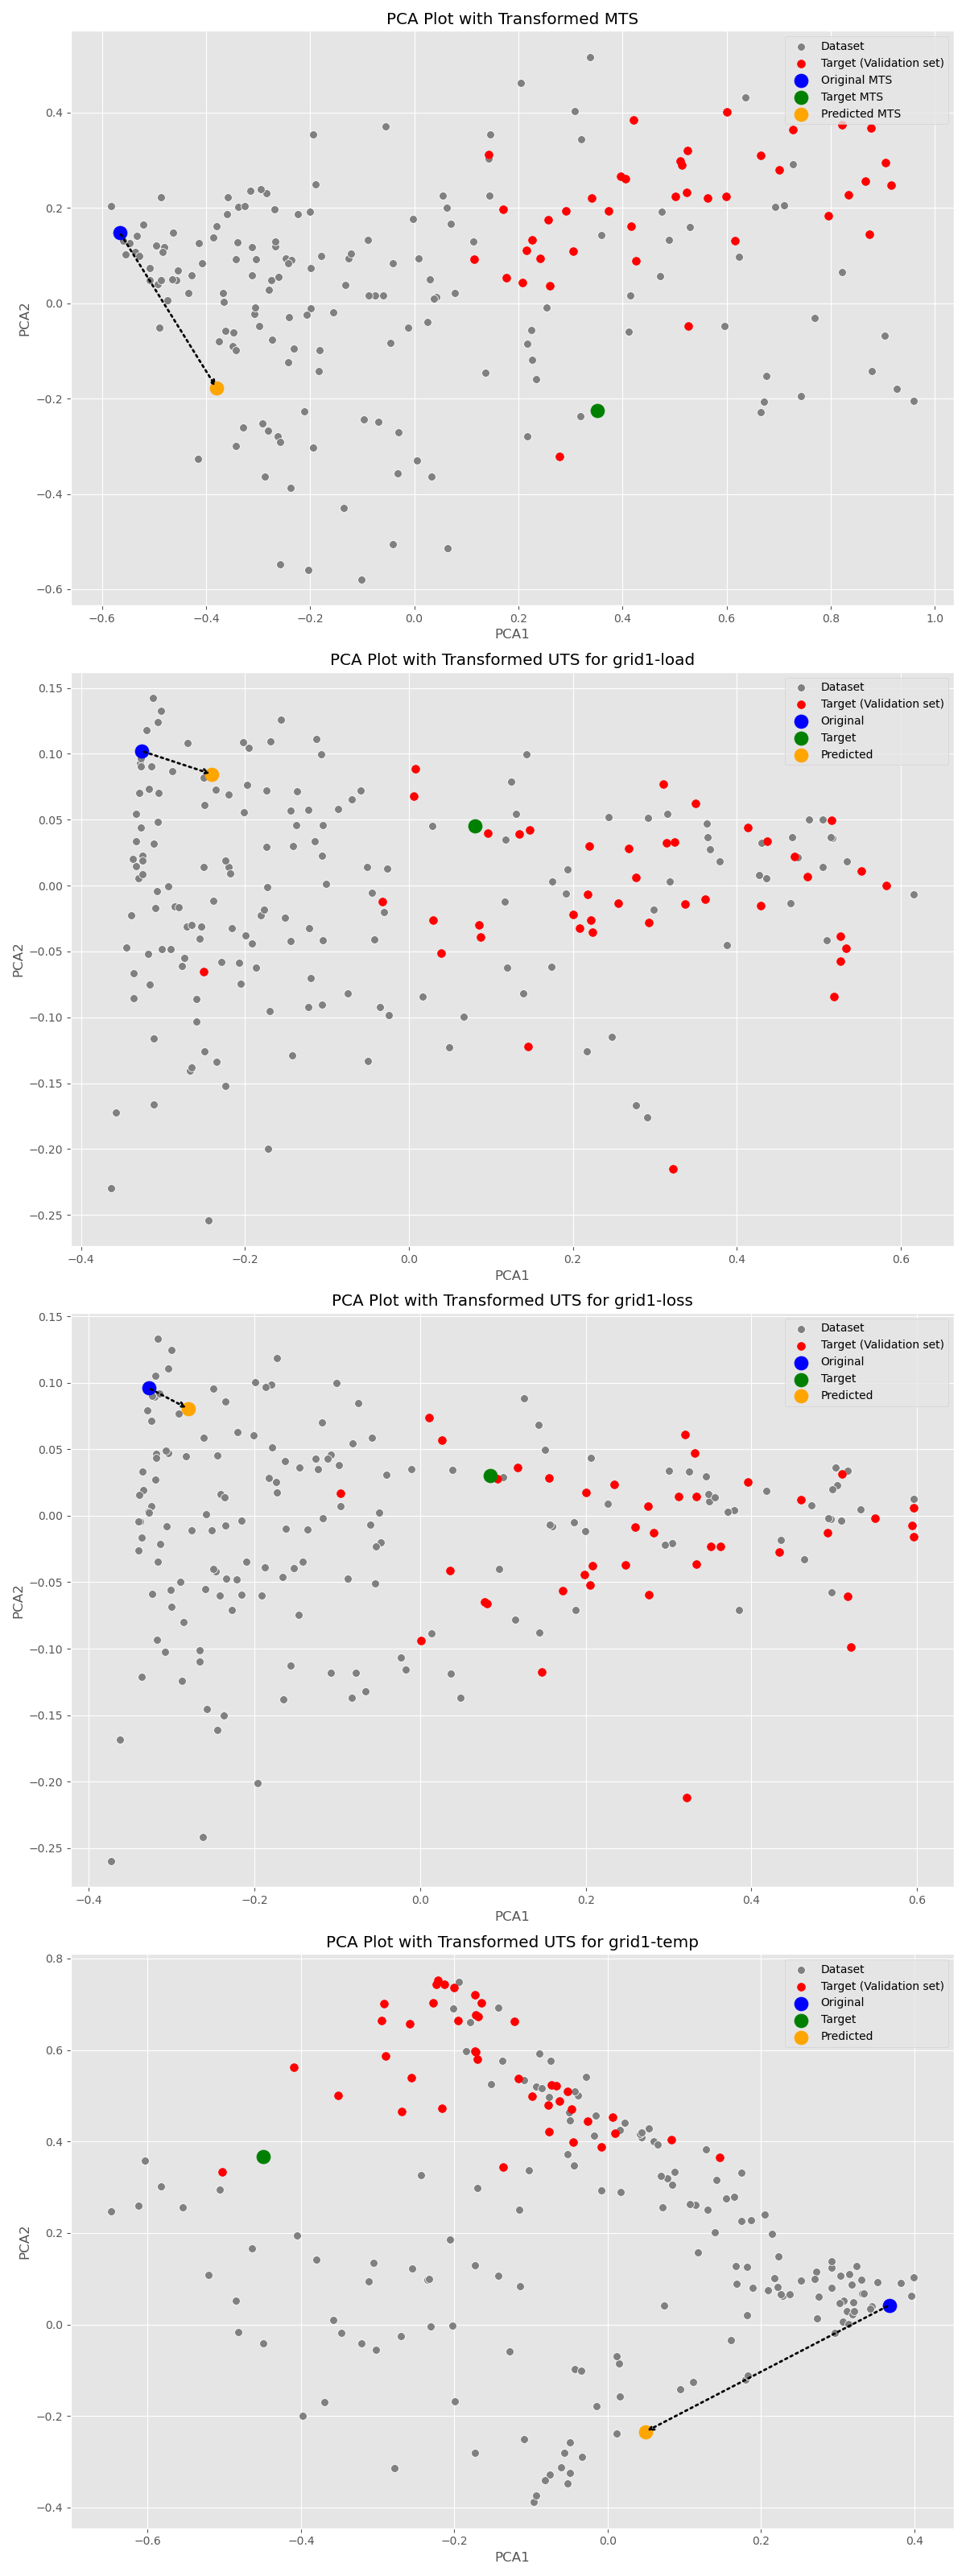 PCA Plot with Transformed MTS
Dataset
Target (Validation set)
Original MTS
Target MTS
Predicted MTS
PCA2
0.4
0.2
0.0
−0.2
−0.4
−0.6
−0.6 −0.4 −0.2 0.0 0.2 0.4 0.6 0.8 1.0
PCA1
PCA Plot with Transformed UTS for grid1-load
Dataset
Target (Validation set)
Original
Target
Predicted
PCA2
0.15
0.10
0.05
0.00
−0.05
−0.10
−0.15
−0.20
−0.25
−0.4 −0.2 0.0 0.2 0.4 0.6
PCA1
PCA Plot with Transformed UTS for grid1-loss
Dataset
Target (Validation set)
Original
Target
Predicted
PCA2
0.15
0.10
0.05
0.00
−0.05
−0.10
−0.15
−0.20
−0.25
−0.4 −0.2 0.0 0.2 0.4 0.6
PCA1
PCA Plot with Transformed UTS for grid1-temp
Dataset
Target (Validation set)
Original
Target
Predicted
PCA2
0.8
0.6
0.4
0.2
0.0
−0.2
−0.4
−0.6 −0.4 −0.2 0.0 0.2 0.4
PCA1